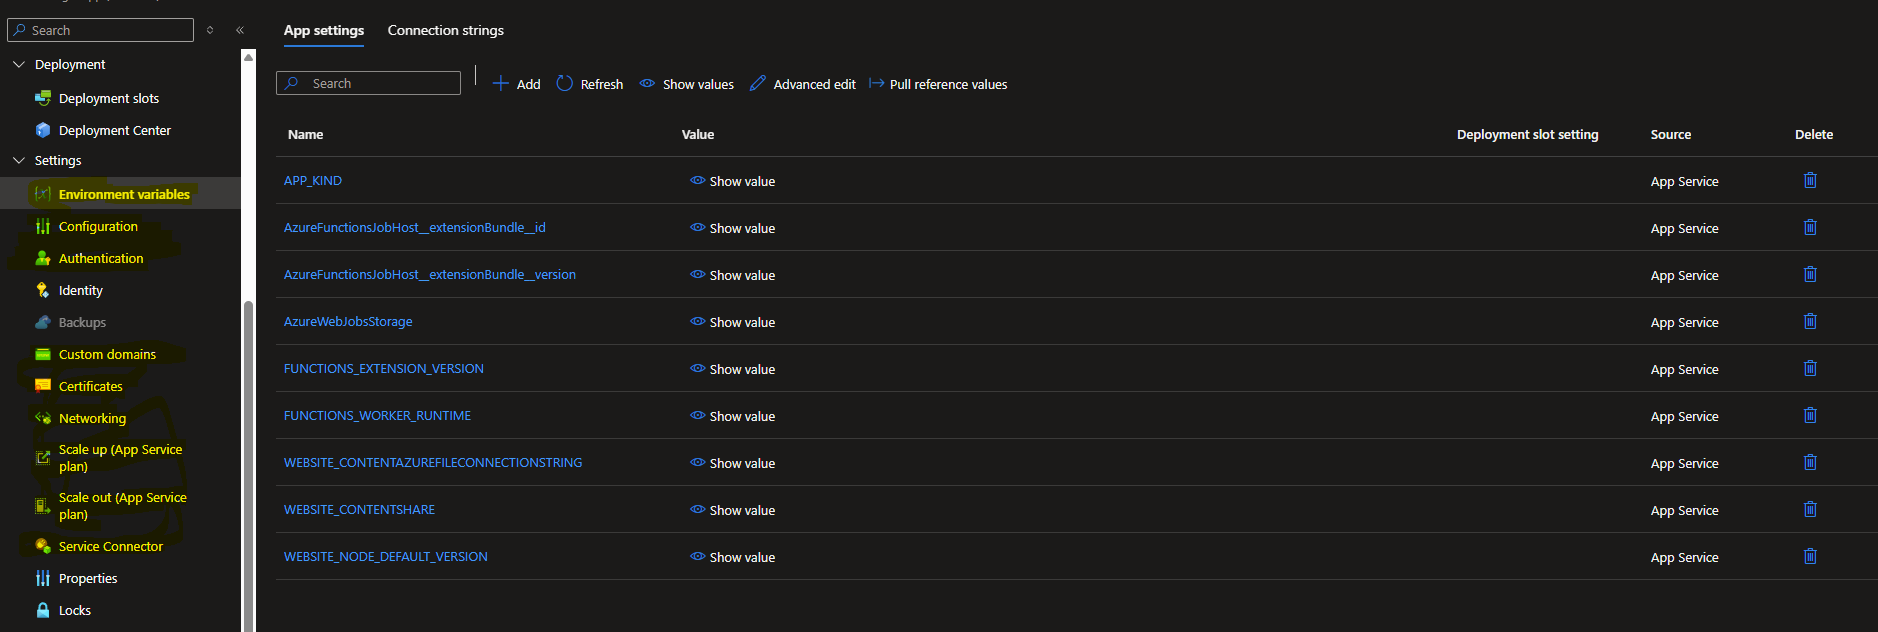 Search
Deployment
Deployment slots
Deployment Center
Settings
Environment variables
Configuration
Authentication
Identity
Backups
Custom domains
Certificates
Networking
Scale up (App Service
plan)
Scale out (App Service
plan)
Service Connector
Properties
Locks
App settings Connection strings
Search Add Refresh Show values Advanced edit Pull reference values
Name Value Deployment slot setting Source Delete
APP_KIND Show value App Service
AzureFunctionsJobHost__extensionBundle__id Show value App Service
AzureFunctionsJobHost__extensionBundle__version Show value App Service
AzureWebJobsStorage Show value App Service
FUNCTIONS_EXTENSION_VERSION Show value App Service
FUNCTIONS_WORKER_RUNTIME Show value App Service
WEBSITE_CONTENTAZUREFILECONNECTIONSTRING Show value App Service
WEBSITE_CONTENTSHARE Show value App Service
WEBSITE_NODE_DEFAULT_VERSION Show value App Service